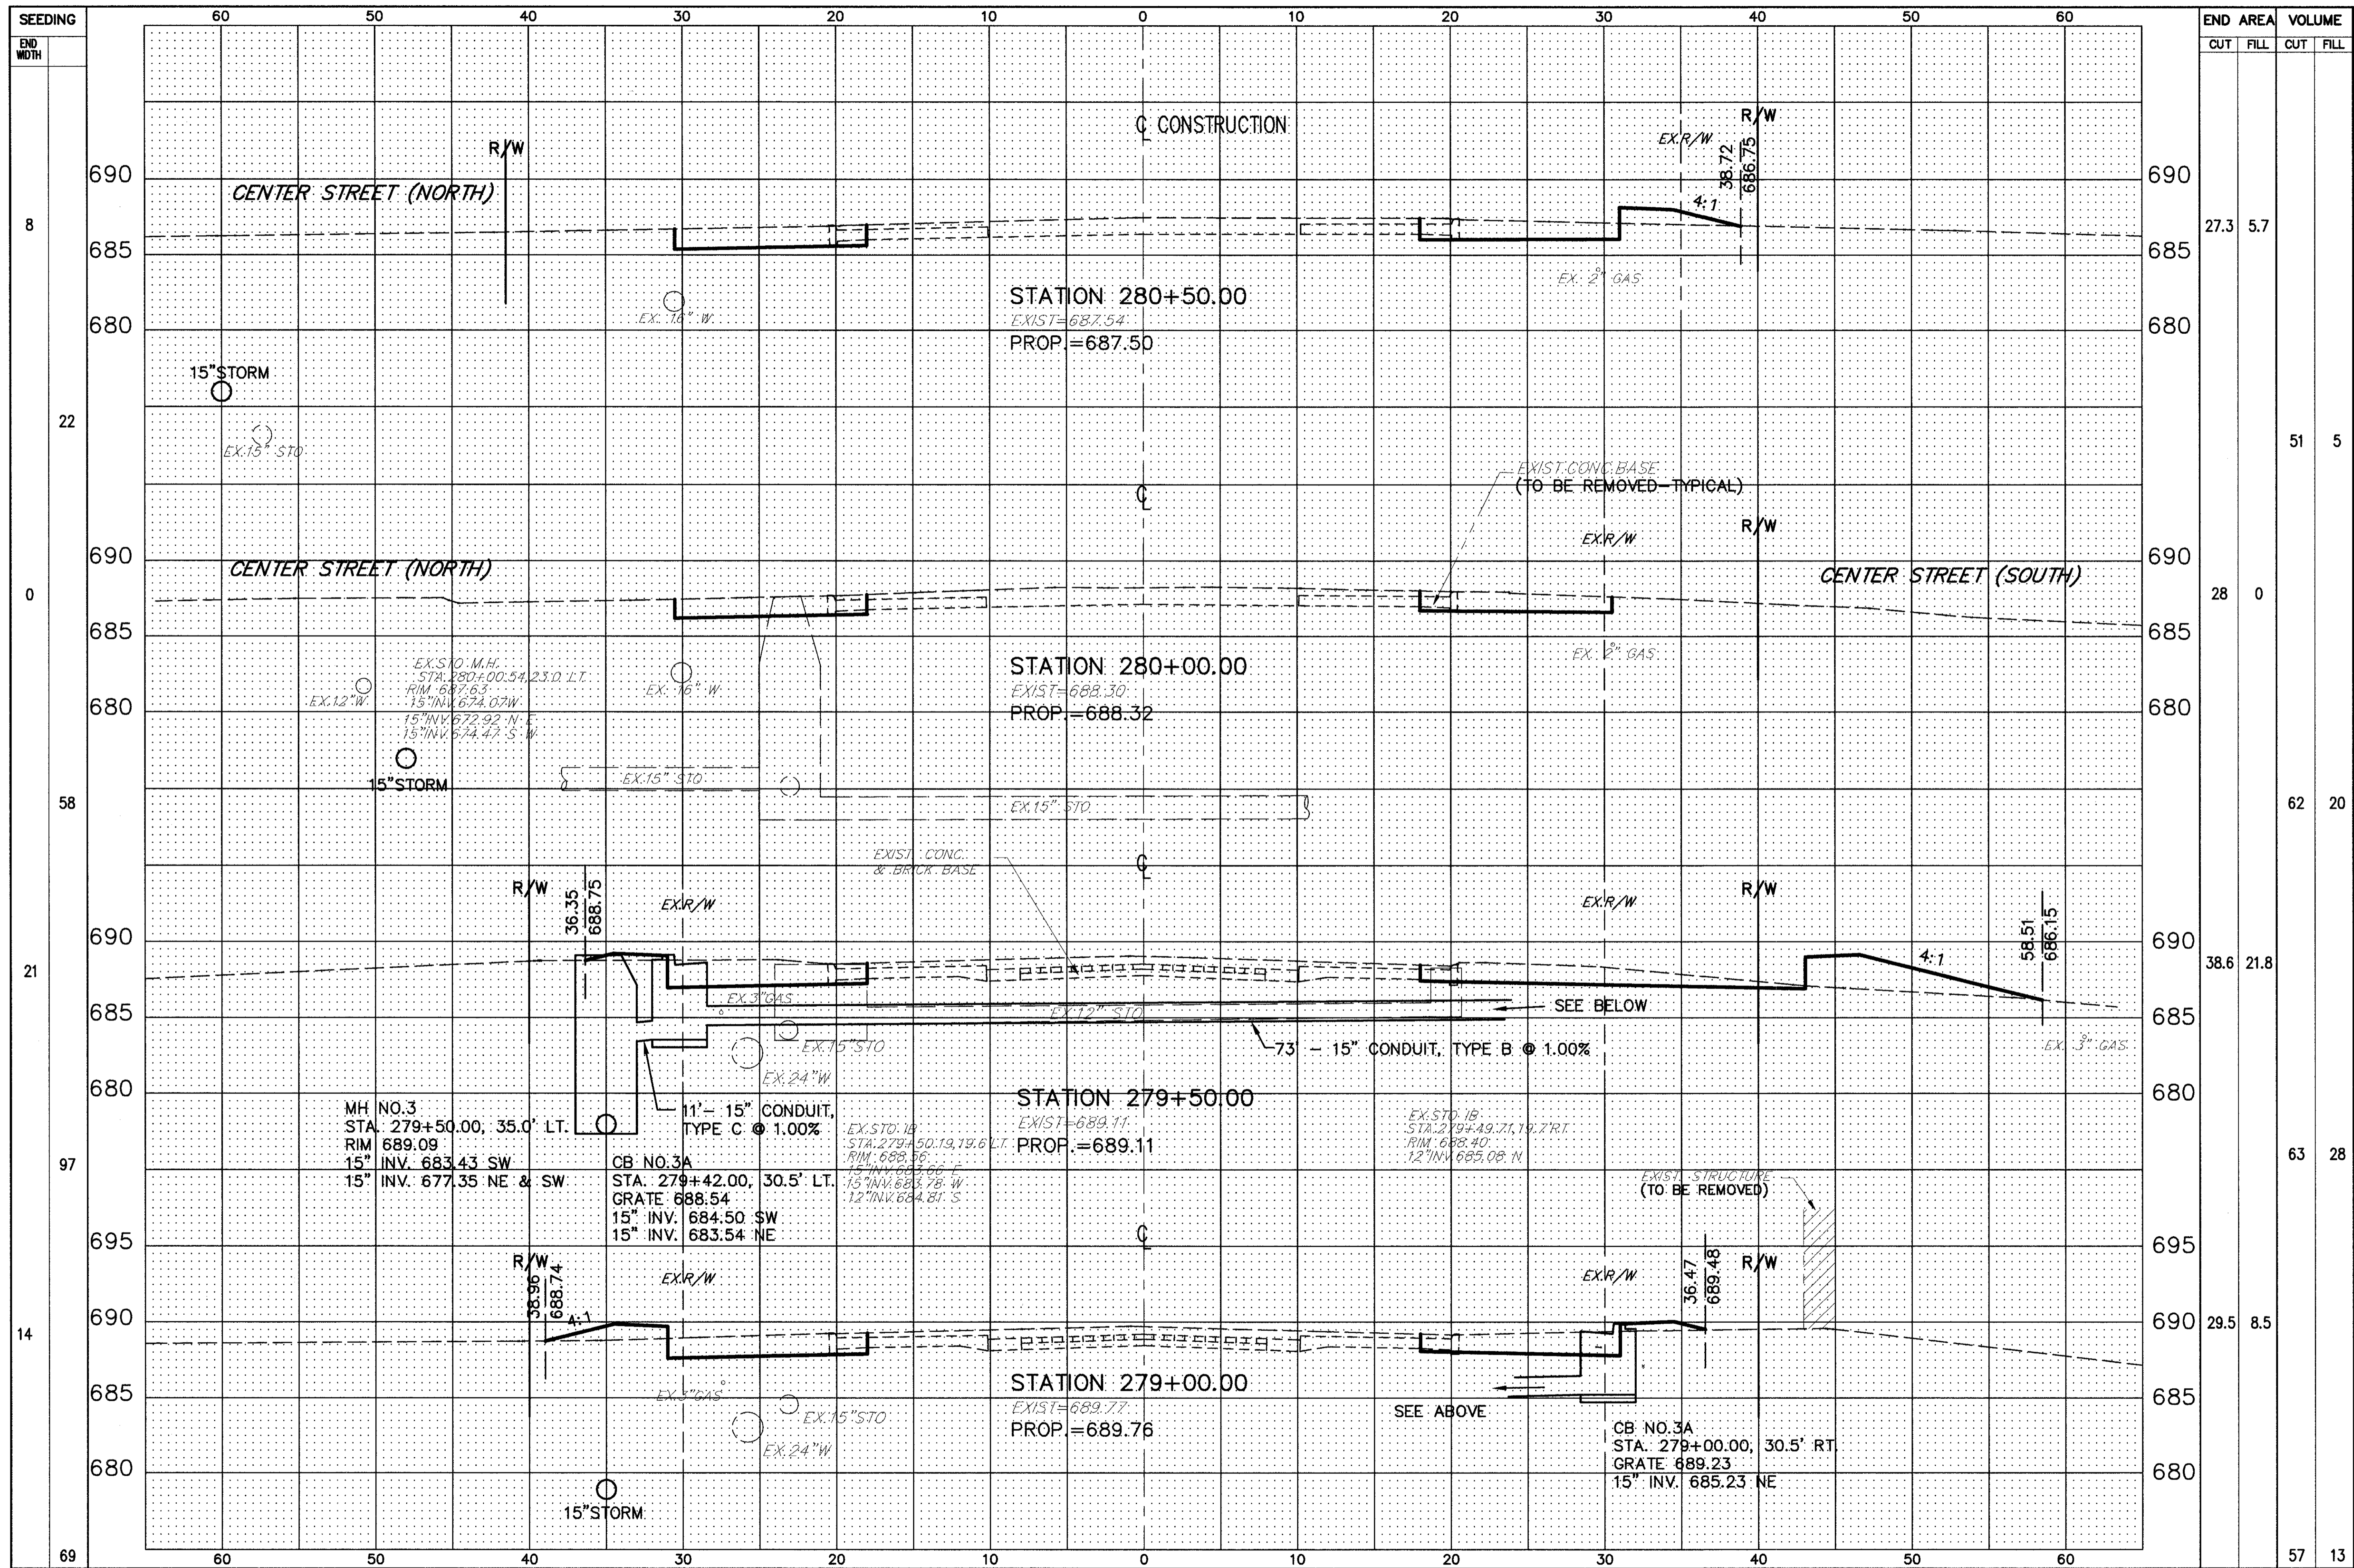 SEEDING
END WIDTH
60 50 40 30 20 10 0 10 20 30 40 50 60
END AREA VOLUME
CUT FILL CUT FILL
℄ CONSTRUCTION
R/W
EX.R/W
R/W
38.72
686.75
4:1
690
690
CENTER STREET (NORTH)
8
27.3 5.7
685
685
EX. 2" GAS
EX. 16" W
STATION 280+50.00
EXIST=687.54
PROP.=687.50
680
680
15"STORM
22
EX.15" STO
51 5
EXIST.CONC.BASE
(TO BE REMOVED-TYPICAL)
℄
R/W
EX.R/W
690
690
CENTER STREET (NORTH)
CENTER STREET (SOUTH)
0
28 0
685
685
EX. 2" GAS
EX.STO M.H.
STA.280+00.54,23.0 LT.
RIM 687.63
15"INV.674.07W
15"INV.672.92 N E
15"INV.674.47 S W
EX.12"W
EX. 16" W
STATION 280+00.00
EXIST=688.30
PROP.=688.32
680
680
15"STORM
EX.15" STO
EX.15" STO
58
62 20
EXIST. CONC.
& BRICK BASE
℄
R/W
36.35
688.75
EX.R/W
EX.R/W
R/W
58.51
686.15
690
690
4:1
21
38.6 21.8
EX.3"GAS
EX.12" STO
SEE BELOW
685
685
EX.15"STO
73' - 15" CONDUIT, TYPE B @ 1.00%
EX. 3" GAS
EX.24"W
680
680
STATION 279+50.00
EXIST=689.11
PROP.=689.11
MH NO.3
STA. 279+50.00, 35.0' LT.
RIM 689.09
15" INV. 683.43 SW
15" INV. 677.35 NE & SW
11'- 15" CONDUIT,
TYPE C @ 1.00%
CB NO.3A
STA. 279+42.00, 30.5' LT.
GRATE 688.54
15" INV. 684.50 SW
15" INV. 683.54 NE
EX.STO IB
STA.279+50.19,19.6'LT.
RIM 688.56
15"INV.683.66 E
15"INV.683.78 W
12"INV.684.81 S
EX.STO IB
STA.279+49.71,19.7'RT.
RIM 688.40
12"INV.685.08 N
97
63 28
EXIST. STRUCTURE
(TO BE REMOVED)
695
695
℄
R/W
38.96
688.74
4:1
EX.R/W
EX.R/W
36.47
689.48
R/W
690
690
14
29.5 8.5
685
685
EX.3"GAS
EX.15"STO
EX.24"W
STATION 279+00.00
EXIST=689.77
PROP.=689.76
SEE ABOVE
CB NO.3A
STA. 279+00.00, 30.5' RT.
GRATE 689.23
15" INV. 685.23 NE
680
680
15"STORM
69
57 13
60 50 40 30 20 10 0 10 20 30 40 50 60